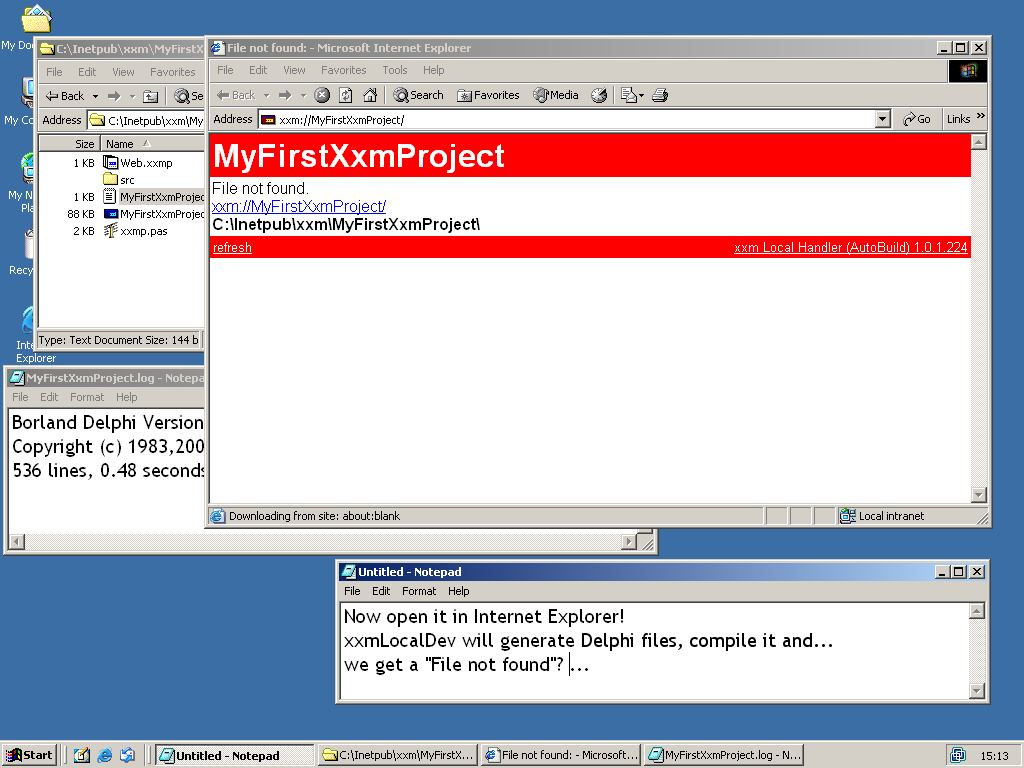 My Doc
My Co
My N
Pla
Recy
Inte
Explorer
C:\Inetpub\xxm\MyFirstX
File Edit View Favorites
Back Se
Address C:\Inetpub\xxm\My
Size Name
1 KB Web.xxmp
src
1 KB MyFirstXxmProjec
88 KB MyFirstXxmProjec
2 KB xxmp.pas
Type: Text Document Size: 144 b
File not found: - Microsoft Internet Explorer
File Edit View Favorites Tools Help
Back Search Favorites Media
Address xxm://MyFirstXxmProject/ Go Links »
MyFirstXxmProject
File not found.
xxm://MyFirstXxmProject/
C:\Inetpub\xxm\MyFirstXxmProject\
refresh xxm Local Handler (AutoBuild) 1.0.1.224
Downloading from site: about:blank Local intranet
MyFirstXxmProject.log - Notepa
File Edit Format Help
Borland Delphi Version
Copyright (c) 1983,200
536 lines, 0.48 seconds
Untitled - Notepad
File Edit Format Help
Now open it in Internet Explorer!
xxmLocalDev will generate Delphi files, compile it and...
we get a "File not found"? ...
Start Untitled - Notepad C:\Inetpub\xxm\MyFirstX... File not found: - Microsoft... MyFirstXxmProject.log - N... 15:13